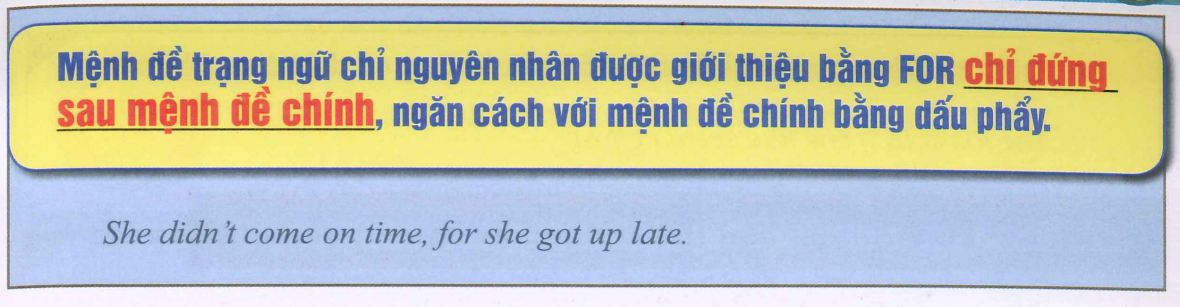 Mệnh đề trạng ngữ chỉ nguyên nhân được giới thiệu bằng FOR chỉ đứng
sau mệnh đề chính, ngăn cách với mệnh đề chính bằng dấu phẩy.
She didn't come on time, for she got up late.